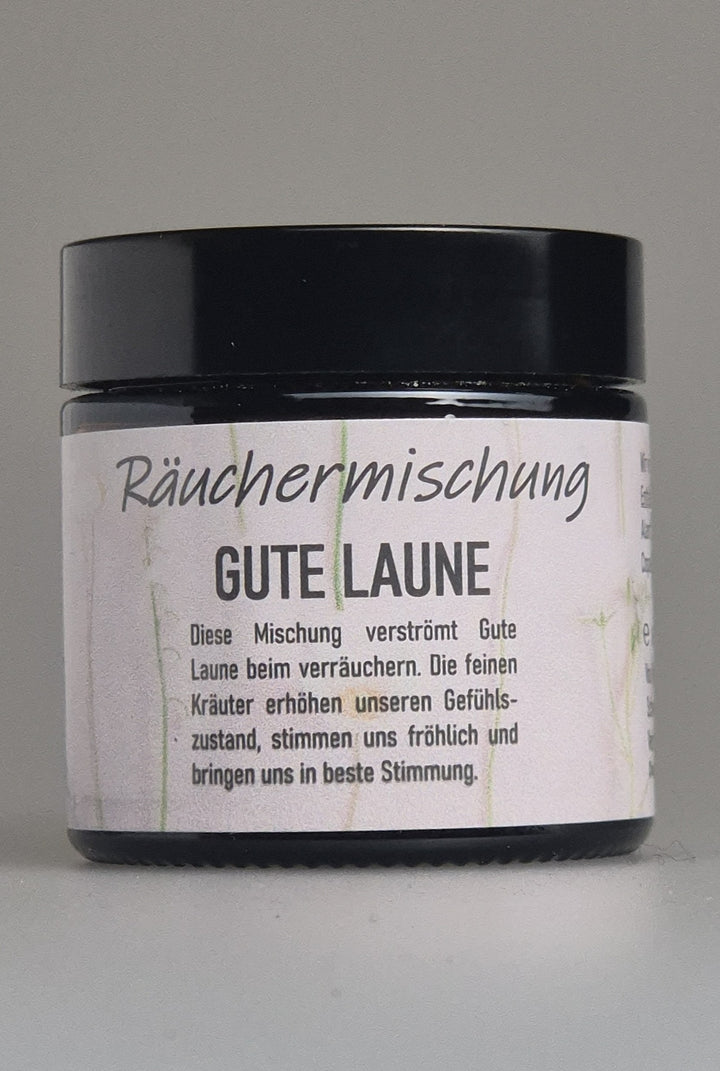 Räuchermischung
GUTE LAUNE
Diese Mischung verströmt Gute
Laune beim verräuchern. Die feinen
Kräuter erhöhen unseren Gefühls-
zustand, stimmen uns fröhlich und
bringen uns in beste Stimmung.
e